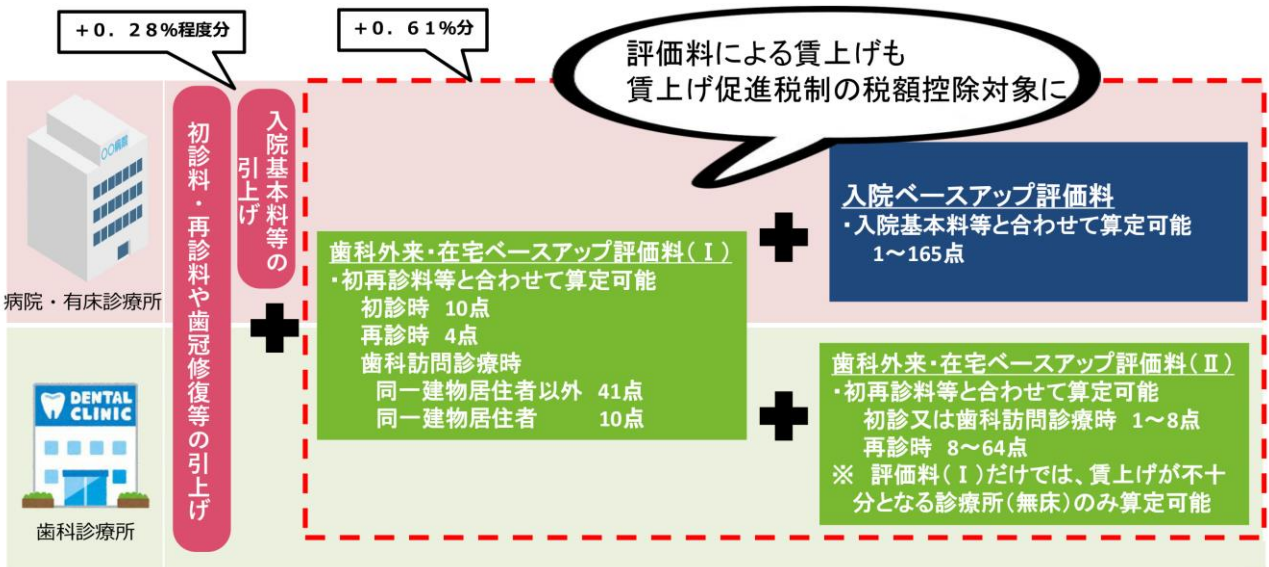 +0.28%程度分
+0.61%分
評価料による賃上げも
賃上げ促進税制の税額控除対象に
〇〇病院
病院・有床診療所
初診料・再診料や歯冠修復等の引上げ
入院基本料等の
引上げ
歯科外来・在宅ベースアップ評価料(Ⅰ)
・初再診料等と合わせて算定可能
初診時 10点
再診時 4点
歯科訪問診療時
同一建物居住者以外 41点
同一建物居住者 10点
入院ベースアップ評価料
・入院基本料等と合わせて算定可能
1~165点
DENTAL
CLINIC
歯科診療所
歯科外来・在宅ベースアップ評価料(Ⅱ)
・初再診料等と合わせて算定可能
初診又は歯科訪問診療時 1~8点
再診時 8~64点
※ 評価料(Ⅰ)だけでは、賃上げが不十
分となる診療所(無床)のみ算定可能